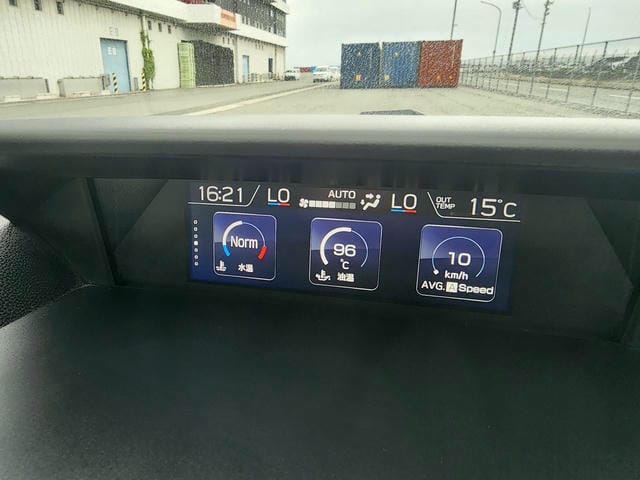 16:21 LO AUTO LO OUT TEMP 15°C
Norm
水温
96
°C
油温
10
km/h
AVG. A Speed